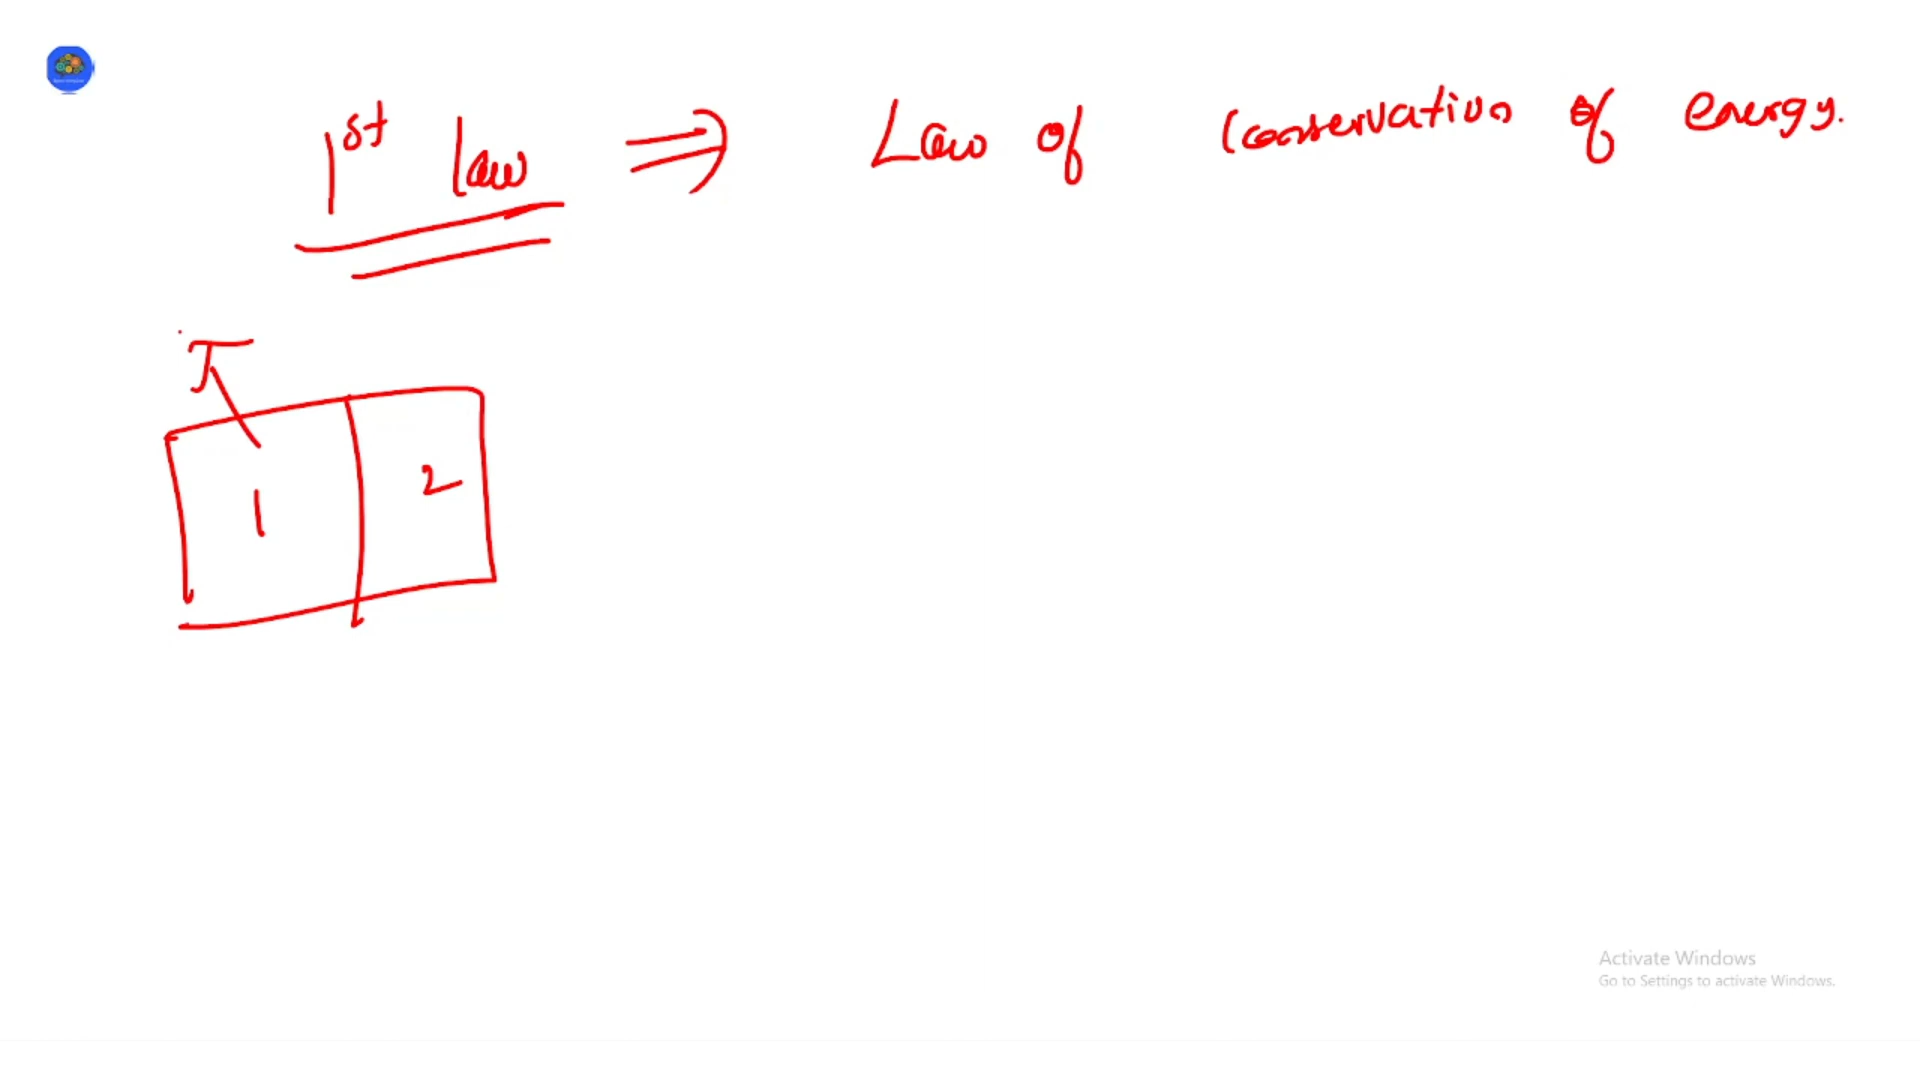 1st law ⇒ Law of conservation of energy.
1
2
Activate Windows
Go to Settings to activate Windows.